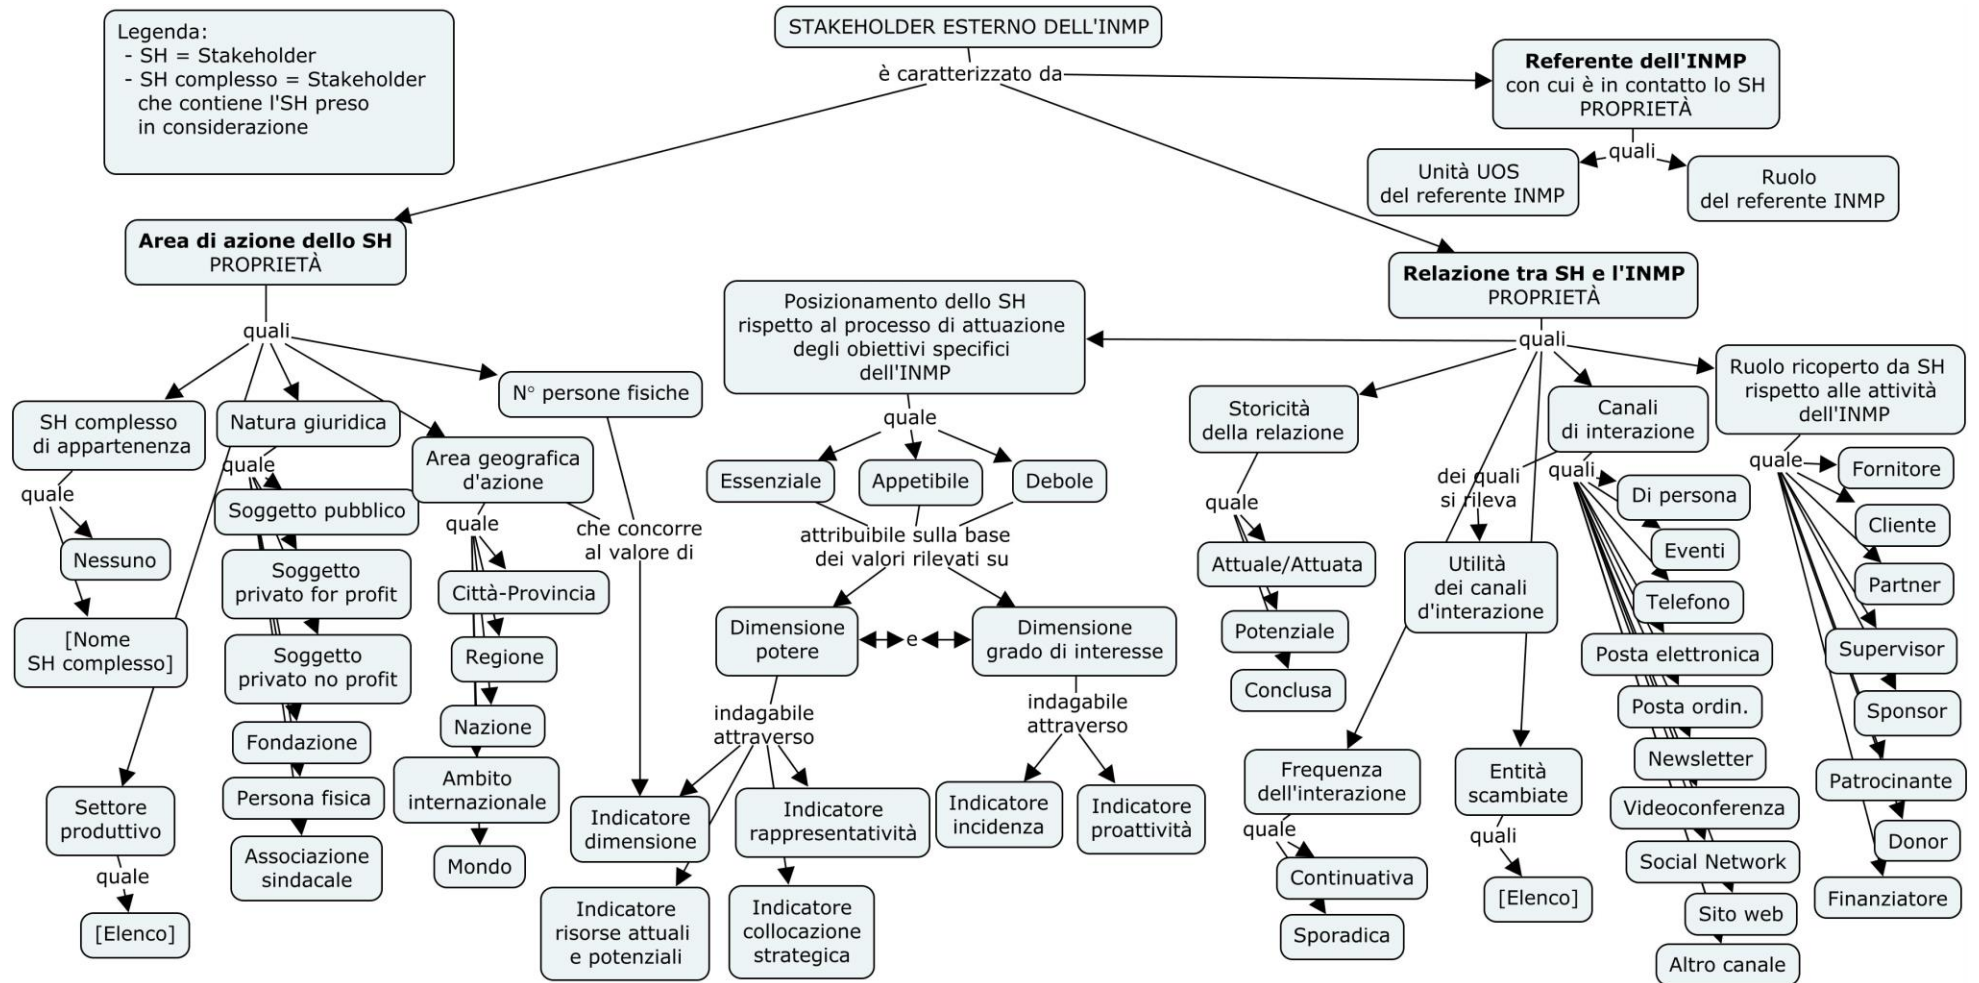 Legenda:
- SH = Stakeholder
- SH complesso = Stakeholder
che contiene l'SH preso
in considerazione
STAKEHOLDER ESTERNO DELL'INMP
è caratterizzato da
Referente dell'INMP
con cui è in contatto lo SH
PROPRIETÀ
quali
Unità UOS
del referente INMP
Ruolo
del referente INMP
Area di azione dello SH
PROPRIETÀ
quali
SH complesso
di appartenenza
quale
Nessuno
[Nome
SH complesso]
Settore
produttivo
quale
[Elenco]
Natura giuridica
quale
Soggetto pubblico
Soggetto
privato for profit
Soggetto
privato no profit
Fondazione
Persona fisica
Associazione
sindacale
Area geografica
d'azione
quale
Città-Provincia
Regione
Nazione
Ambito
internazionale
Mondo
N° persone fisiche
che concorre
al valore di
Relazione tra SH e l'INMP
PROPRIETÀ
quali
Posizionamento dello SH
rispetto al processo di attuazione
degli obiettivi specifici
dell'INMP
quale
Essenziale
Appetibile
Debole
attribuibile sulla base
dei valori rilevati su
Dimensione
potere
e
Dimensione
grado di interesse
indagabile
attraverso
Indicatore
dimensione
Indicatore
rappresentatività
Indicatore
risorse attuali
e potenziali
Indicatore
collocazione
strategica
indagabile
attraverso
Indicatore
incidenza
Indicatore
proattività
Storicità
della relazione
quale
Attuale/Attuata
Potenziale
Conclusa
Frequenza
dell'interazione
quale
Continuativa
Sporadica
Entità
scambiate
quali
[Elenco]
Canali
di interazione
dei quali
si rileva
Utilità
dei canali
d'interazione
quali
Di persona
Eventi
Telefono
Posta elettronica
Posta ordin.
Newsletter
Videoconferenza
Social Network
Sito web
Altro canale
Ruolo ricoperto da SH
rispetto alle attività
dell'INMP
quale
Fornitore
Cliente
Partner
Supervisor
Sponsor
Patrocinante
Donor
Finanziatore